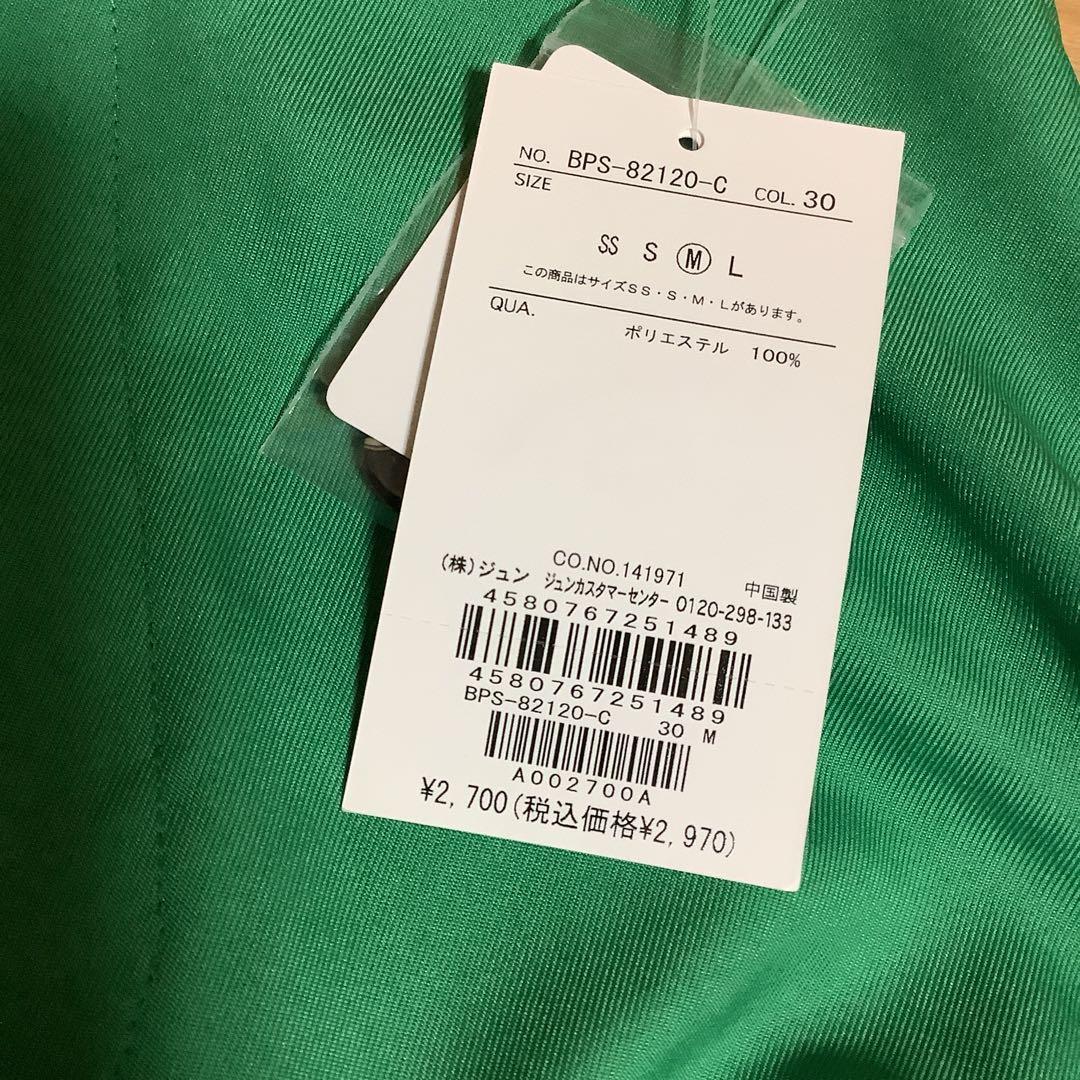 NO. BPS-82120-C COL. 30
SIZE
SS S M L
この商品はサイズSS・S・M・Lがあります。
QUA.
ポリエステル 100%
CO.NO.141971 中国製
(株)ジュン ジュンカスタマーセンター 0120-298-133
4580767251489
4580767251489
BPS-82120-C 30 M
A002700A
¥2,700(税込価格¥2,970)